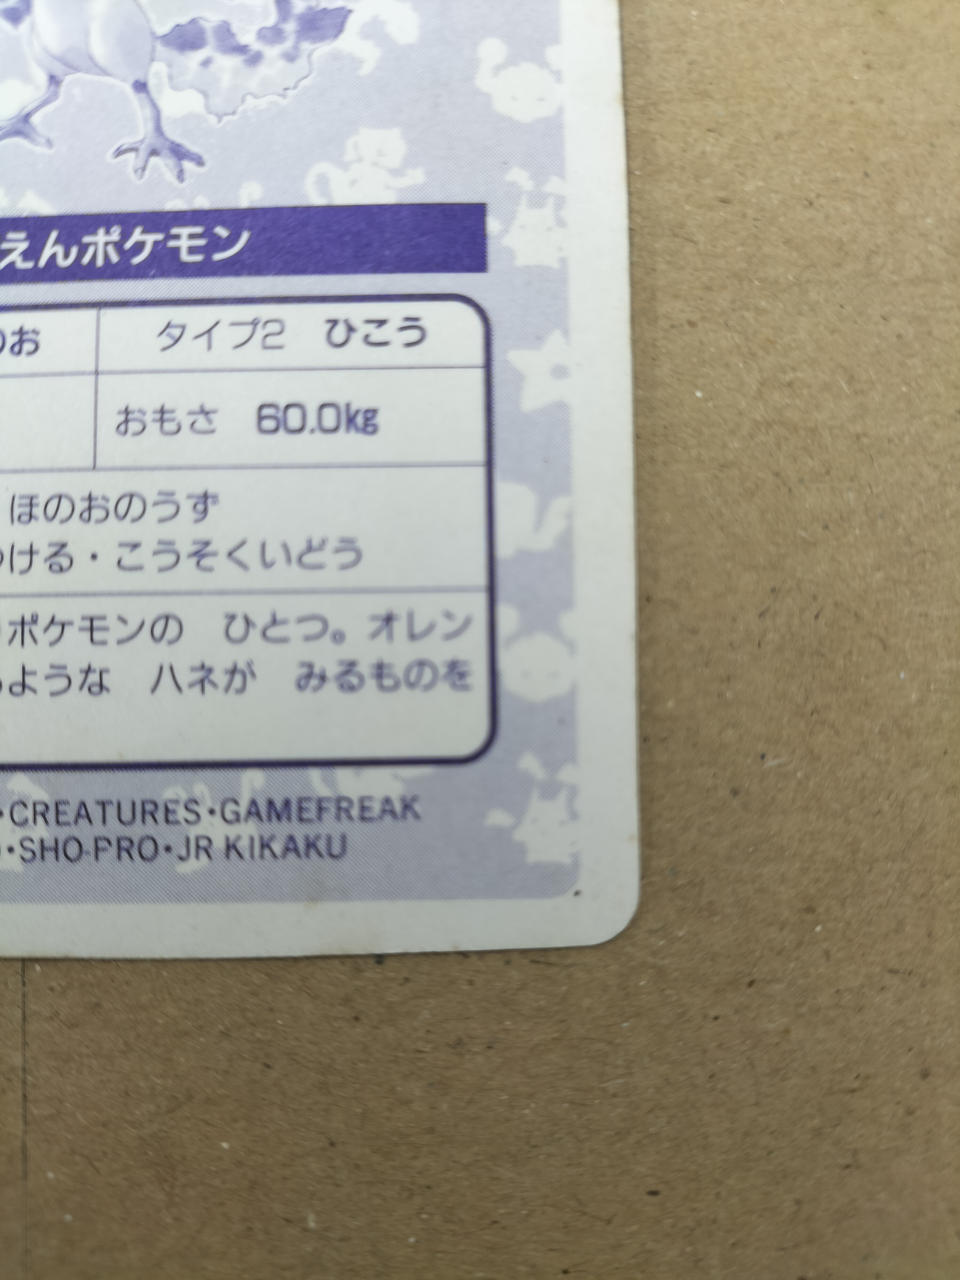 えんポケモン
のお タイプ2 ひこう
おもさ 60.0kg
ほのおのうず
つける・こうそくいどう
ポケモンの ひとつ。オレン
ような ハネが みるものを
・CREATURES・GAMEFREAK
・SHO-PRO・JR KIKAKU